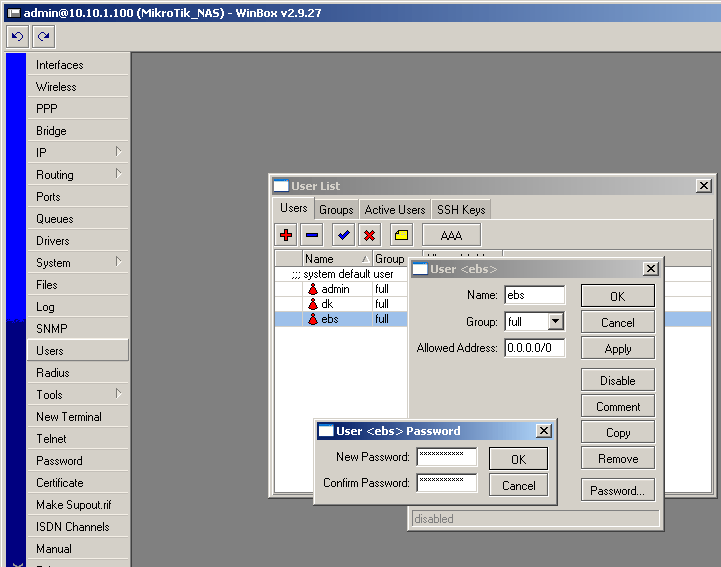 admin@10.10.1.100 (MikroTik_NAS) - WinBox v2.9.27
Interfaces
Wireless
PPP
Bridge
IP
Routing
Ports
Queues
Drivers
System
Files
Log
SNMP
Users
Radius
Tools
New Terminal
Telnet
Password
Certificate
Make Supout.rif
ISDN Channels
Manual
User List
Users Groups Active Users SSH Keys
AAA
Name Group
;;; system default user
admin full
dk full
ebs full
User <ebs>
Name: ebs
Group: full
Allowed Address: 0.0.0.0/0
OK
Cancel
Apply
Disable
Comment
Copy
Remove
Password...
disabled
User <ebs> Password
New Password: ***********
Confirm Password: ***********
OK
Cancel